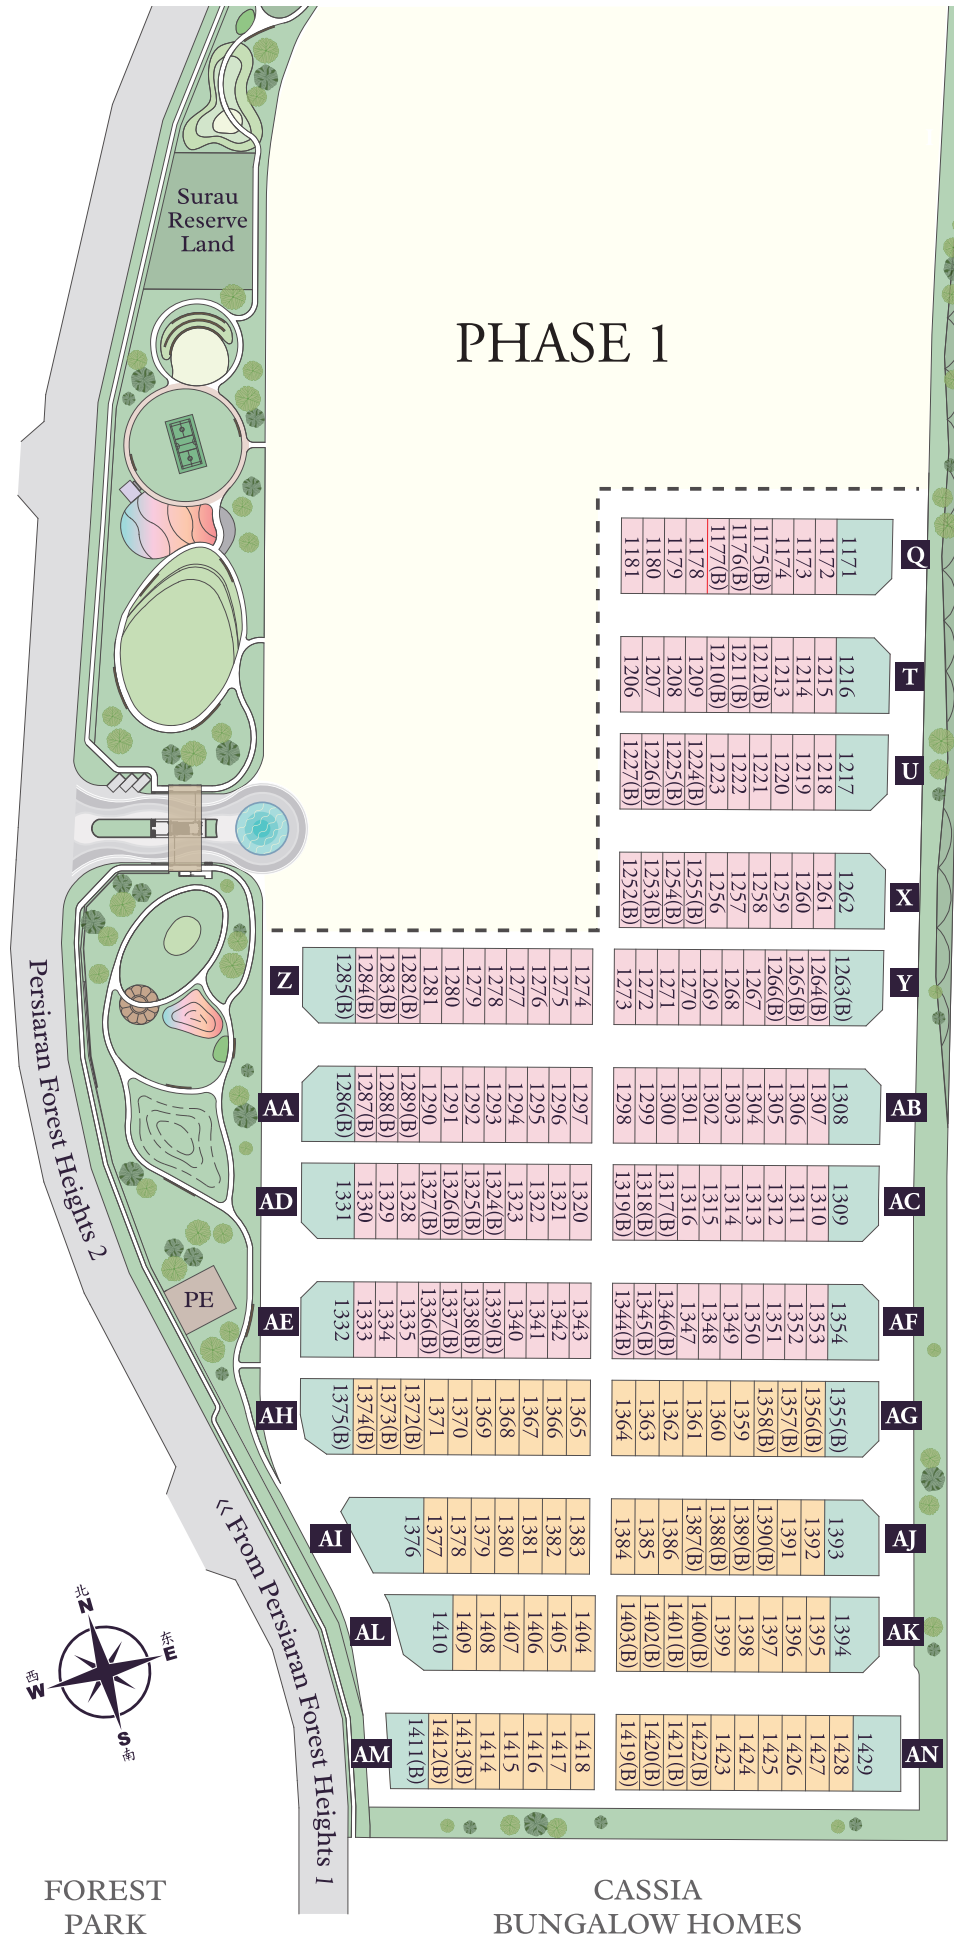 Surau
Reserve
Land
PHASE 1
1181 1180 1179 1178 1177(B) 1176(B) 1175(B) 1174 1173 1172 1171
Q
1206 1207 1208 1209 1210(B) 1211(B) 1212(B) 1213 1214 1215 1216
T
1227(B) 1226(B) 1225(B) 1224(B) 1223 1222 1221 1220 1219 1218 1217
U
1252(B) 1253(B) 1254(B) 1255(B) 1256 1257 1258 1259 1260 1261 1262
X
Z
1285(B) 1284(B) 1283(B) 1282(B) 1281 1280 1279 1278 1277 1276 1275 1274
1273 1272 1271 1270 1269 1268 1267 1266(B) 1265(B) 1264(B) 1263(B)
Y
AA
1286(B) 1287(B) 1288(B) 1289(B) 1290 1291 1292 1293 1294 1295 1296 1297
1298 1299 1300 1301 1302 1303 1304 1305 1306 1307 1308
AB
AD
1331 1330 1329 1328 1327(B) 1326(B) 1325(B) 1324(B) 1323 1322 1321 1320
1319(B) 1318(B) 1317(B) 1316 1315 1314 1313 1312 1311 1310 1309
AC
PE
AE
1332 1333 1334 1335 1336(B) 1337(B) 1338(B) 1339(B) 1340 1341 1342 1343
1344(B) 1345(B) 1346(B) 1347 1348 1349 1350 1351 1352 1353 1354
AF
AH
1375(B) 1374(B) 1373(B) 1372(B) 1371 1370 1369 1368 1367 1366 1365
1364 1363 1362 1361 1360 1359 1358(B) 1357(B) 1356(B) 1355(B)
AG
AI
1376 1377 1378 1379 1380 1381 1382 1383
1384 1385 1386 1387(B) 1388(B) 1389(B) 1390(B) 1391 1392 1393
AJ
AL
1410 1409 1408 1407 1406 1405 1404
1403(B) 1402(B) 1401(B) 1400(B) 1399 1398 1397 1396 1395 1394
AK
AM
1411(B) 1412(B) 1413(B) 1414 1415 1416 1417 1418
1419(B) 1420(B) 1421(B) 1422(B) 1423 1424 1425 1426 1427 1428 1429
AN
Persiaran Forest Heights 2
« From Persiaran Forest Heights 1
北
N
东
E
西
W
S
南
FOREST
PARK
CASSIA
BUNGALOW HOMES